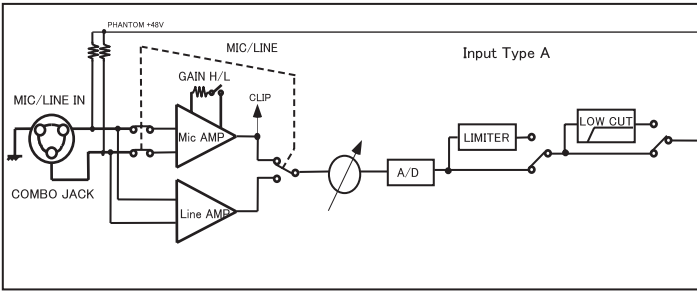 PHANTOM +48V
MIC/LINE
Input Type A
GAIN H/L
CLIP
MIC/LINE IN
Mic AMP
LIMITER
LOW CUT
A/D
COMBO JACK
Line AMP